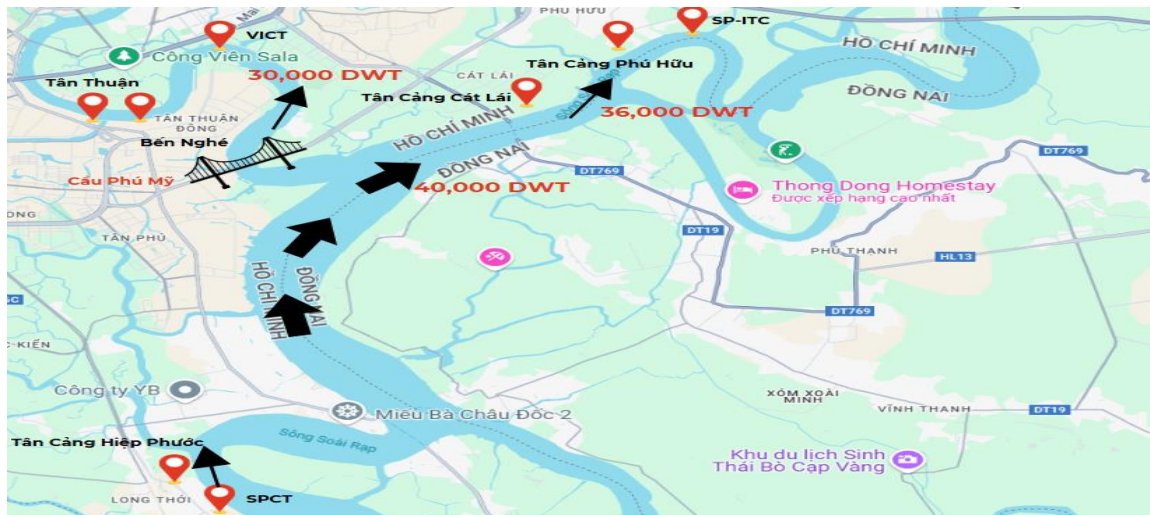 PHÚ HỮU
VICT
SP-ITC
Công Viên Sala
Tân Cảng Phú Hữu
HỒ CHÍ MINH
ĐỒNG NAI
Tân Thuận
30,000 DWT
CÁT LÁI
Tân Cảng Cát Lái
36,000 DWT
TÂN THUẬN
ĐÔNG
Bến Nghé
HỒ CHÍ MINH
ĐỒNG NAI
Cầu Phú Mỹ
40,000 DWT
DT769
DT769
Thong Dong Homestay
Được xếp hạng cao nhất
ONG
TÂN PHÚ
DT19
PHÚ THẠNH
HL13
HỒ CHÍ MINH
ĐỒNG NAI
DT769
C KIỂN
Công ty YB
Miếu Bà Châu Đốc 2
XÓM XOÀI
MINH
VĨNH THANH
DT19
Tân Cảng Hiệp Phước
Sông Soài Rạp
Khu du lịch Sinh
Thái Bò Cạp Vàng
LONG THỚI
SPCT